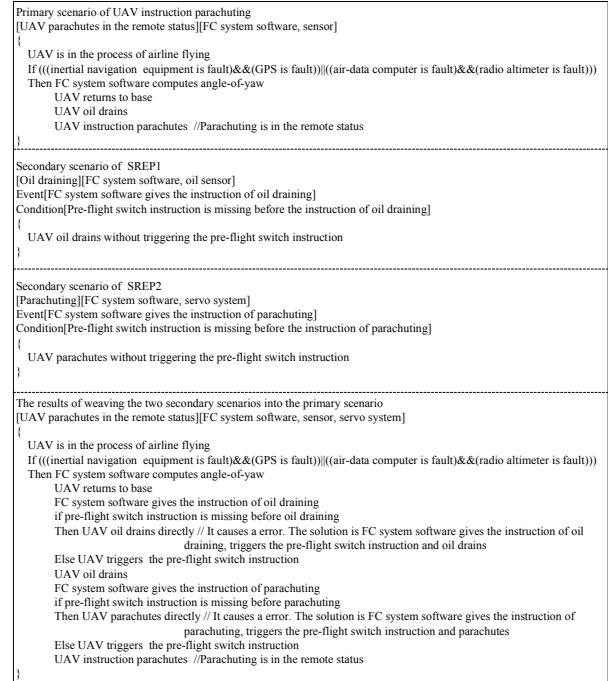 Primary scenario of UAV instruction parachuting
[UAV parachutes in the remote status][FC system software, sensor]
{
UAV is in the process of airline flying
If (((inertial navigation equipment is fault)&&(GPS is fault))||((air-data computer is fault)&&(radio altimeter is fault)))
Then FC system software computes angle-of-yaw
UAV returns to base
UAV oil drains
UAV instruction parachutes //Parachuting is in the remote status
}
Secondary scenario of SREP1
[Oil draining][FC system software, oil sensor]
Event[FC system software gives the instruction of oil draining]
Condition[Pre-flight switch instruction is missing before the instruction of oil draining]
{
UAV oil drains without triggering the pre-flight switch instruction
}
Secondary scenario of SREP2
[Parachuting][FC system software, servo system]
Event[FC system software gives the instruction of parachuting]
Condition[Pre-flight switch instruction is missing before the instruction of parachuting]
{
UAV parachutes without triggering the pre-flight switch instruction
}
The results of weaving the two secondary scenarios into the primary scenario
[UAV parachutes in the remote status][FC system software, sensor, servo system]
{
UAV is in the process of airline flying
If (((inertial navigation equipment is fault)&&(GPS is fault))||((air-data computer is fault)&&(radio altimeter is fault)))
Then FC system software computes angle-of-yaw
UAV returns to base
FC system software gives the instruction of oil draining
if pre-flight switch instruction is missing before oil draining
Then UAV oil drains directly // It causes a error. The solution is FC system software gives the instruction of oil
draining, triggers the pre-flight switch instruction and oil drains
Else UAV triggers the pre-flight switch instruction
UAV oil drains
FC system software gives the instruction of parachuting
if pre-flight switch instruction is missing before parachuting
Then UAV parachutes directly // It causes a error. The solution is FC system software gives the instruction of
parachuting, triggers the pre-flight switch instruction and parachutes
Else UAV triggers the pre-flight switch instruction
UAV instruction parachutes //Parachuting is in the remote status
}